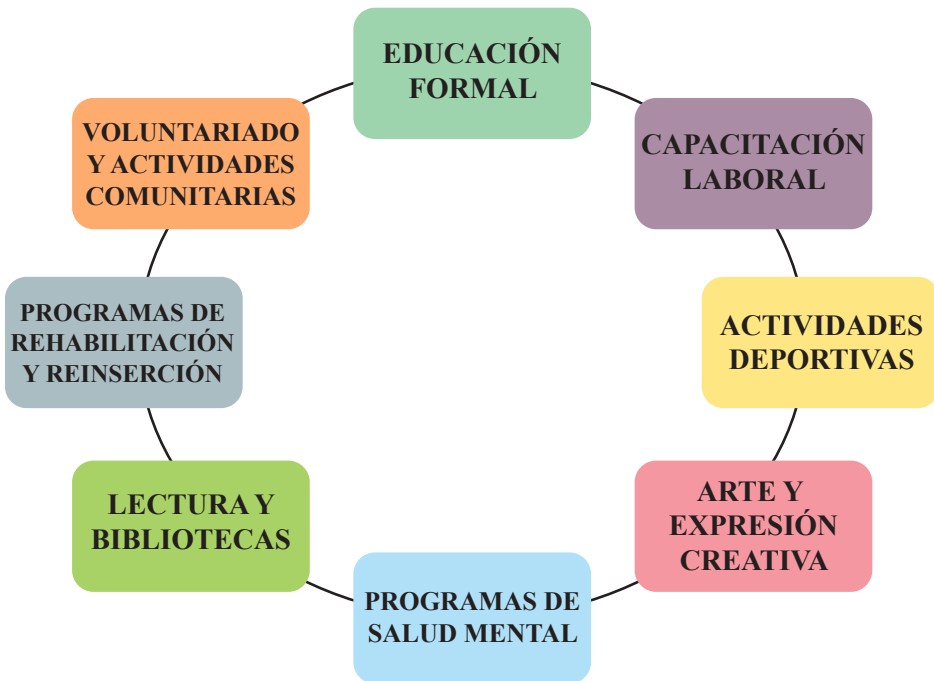 EDUCACIÓN
FORMAL
CAPACITACIÓN
LABORAL
ACTIVIDADES
DEPORTIVAS
ARTE Y
EXPRESIÓN
CREATIVA
PROGRAMAS DE
SALUD MENTAL
LECTURA Y
BIBLIOTECAS
PROGRAMAS DE
REHABILITACIÓN
Y REINSERCIÓN
VOLUNTARIADO
Y ACTIVIDADES
COMUNITARIAS